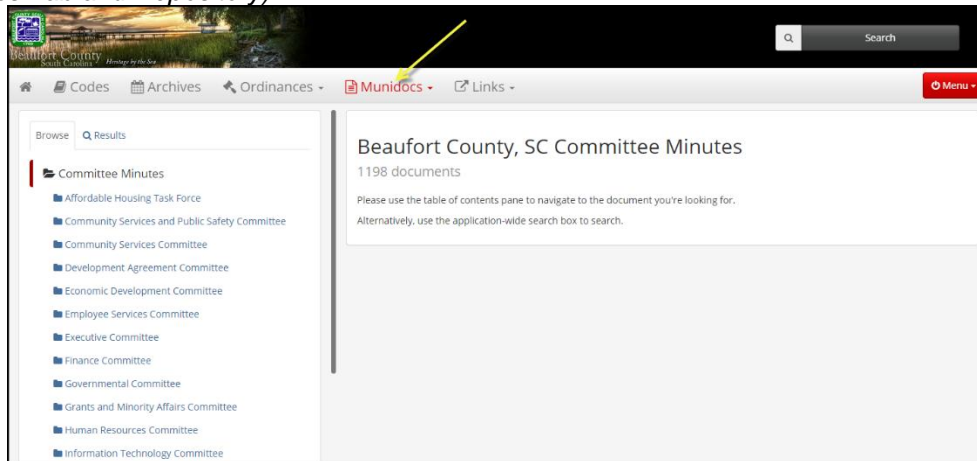 Beaufort County
South Carolina Heritage by the Sea
Search
Codes Archives Ordinances Munidocs Links
Menu
Browse Results
Committee Minutes
Affordable Housing Task Force
Community Services and Public Safety Committee
Community Services Committee
Development Agreement Committee
Economic Development Committee
Employee Services Committee
Executive Committee
Finance Committee
Governmental Committee
Grants and Minority Affairs Committee
Human Resources Committee
Information Technology Committee
Beaufort County, SC Committee Minutes
1198 documents
Please use the table of contents pane to navigate to the document you're looking for.
Alternatively, use the application-wide search box to search.